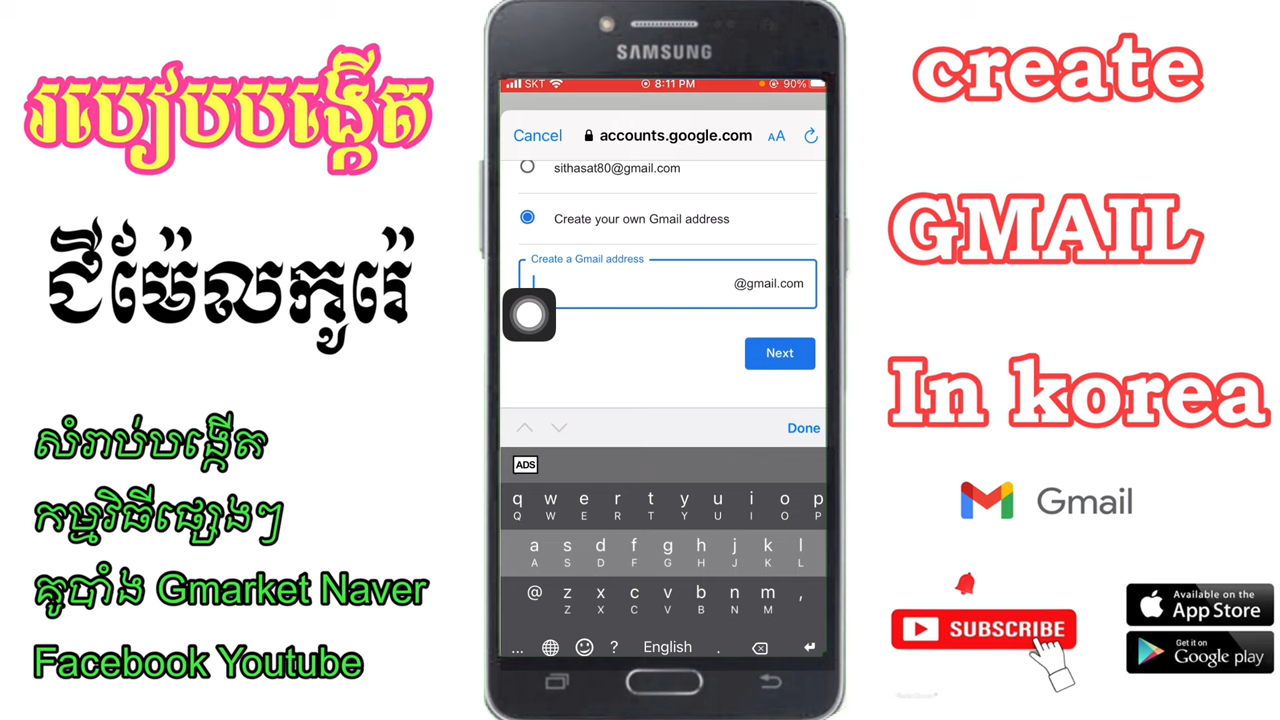 របៀបបង្កើត
ជីម៉ែលកូរ៉េ
សំរាប់បង្កើត
កម្មវិធីផ្សេងៗ
គូប៉ាំង Gmarket Naver
Facebook Youtube
SAMSUNG
SKT 8:11 PM 90%
Cancel accounts.google.com AA
sithasat80@gmail.com
Create your own Gmail address
Create a Gmail address
@gmail.com
Next
Done
ADS
q w e r t y u i o p
Q W E R T Y U I O P
a s d f g h j k l
A S D F G H J K L
@ z x c v b n m ,
Z X C V B N M
... ? English .
create
GMAIL
In korea
Gmail
SUBSCRIBE
Available on the
App Store
Get it on
Google play